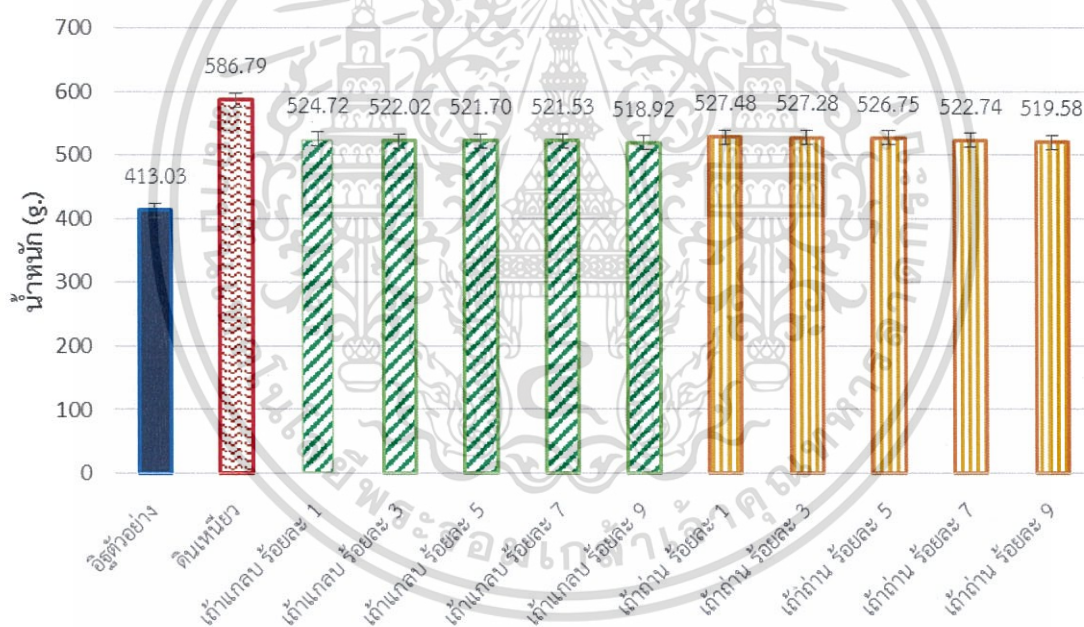 700
600
500
400
300
200
100
0
น้ำหนัก (g.)
413.03
586.79
524.72
522.02
521.70
521.53
518.92
527.48
527.28
526.75
522.74
519.58
อิฐตัวอย่าง
ดินเหนียว
เถ้าแกลบ ร้อยละ 1
เถ้าแกลบ ร้อยละ 3
เถ้าแกลบ ร้อยละ 5
เถ้าแกลบ ร้อยละ 7
เถ้าแกลบ ร้อยละ 9
เถ้าถ่าน ร้อยละ 1
เถ้าถ่าน ร้อยละ 3
เถ้าถ่าน ร้อยละ 5
เถ้าถ่าน ร้อยละ 7
เถ้าถ่าน ร้อยละ 9